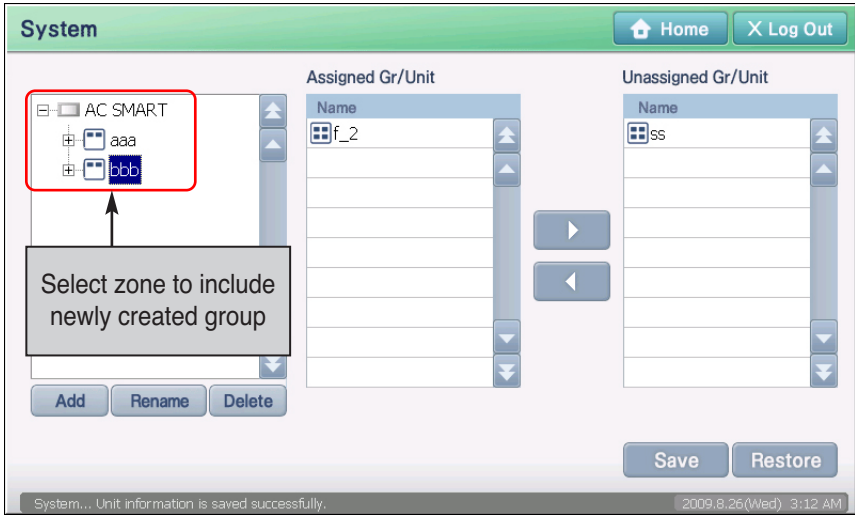 System
Home
X Log Out
Assigned Gr/Unit
Unassigned Gr/Unit
AC SMART
aaa
bbb
Name
f_2
Name
ss
Select zone to include
newly created group
Add
Rename
Delete
Save
Restore
System... Unit information is saved successfully.
2009.8.26(Wed) 3:12 AM